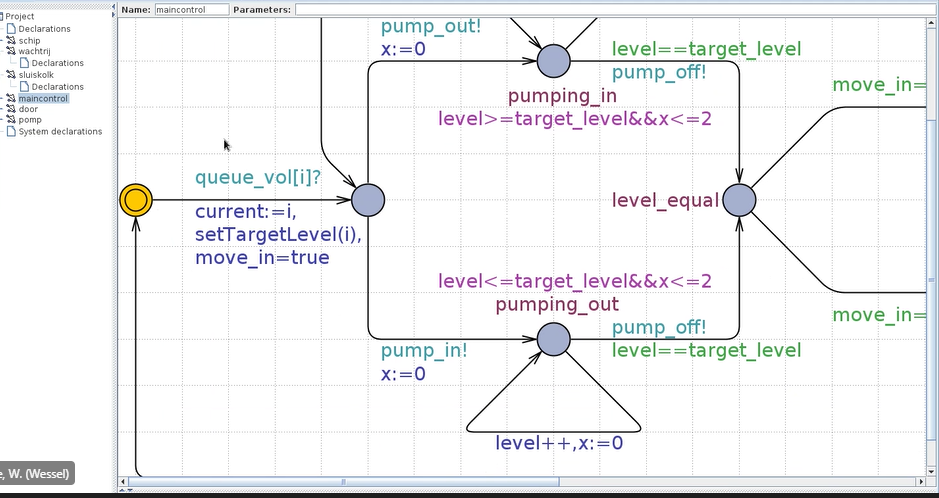 Name: maincontrol Parameters:
Project
Declarations
schip
wachtrij
Declarations
sluiskolk
Declarations
maincontrol
door
pomp
System declarations
pump_out!
x:=0
level==target_level
pump_off!
pumping_in
level>=target_level&&x<=2
move_in=
queue_vol[i]?
current:=i,
setTargetLevel(i),
move_in=true
level_equal
level<=target_level&&x<=2
pumping_out
pump_off!
level==target_level
move_in=
pump_in!
x:=0
level++,x:=0
e, W. (Wessel)